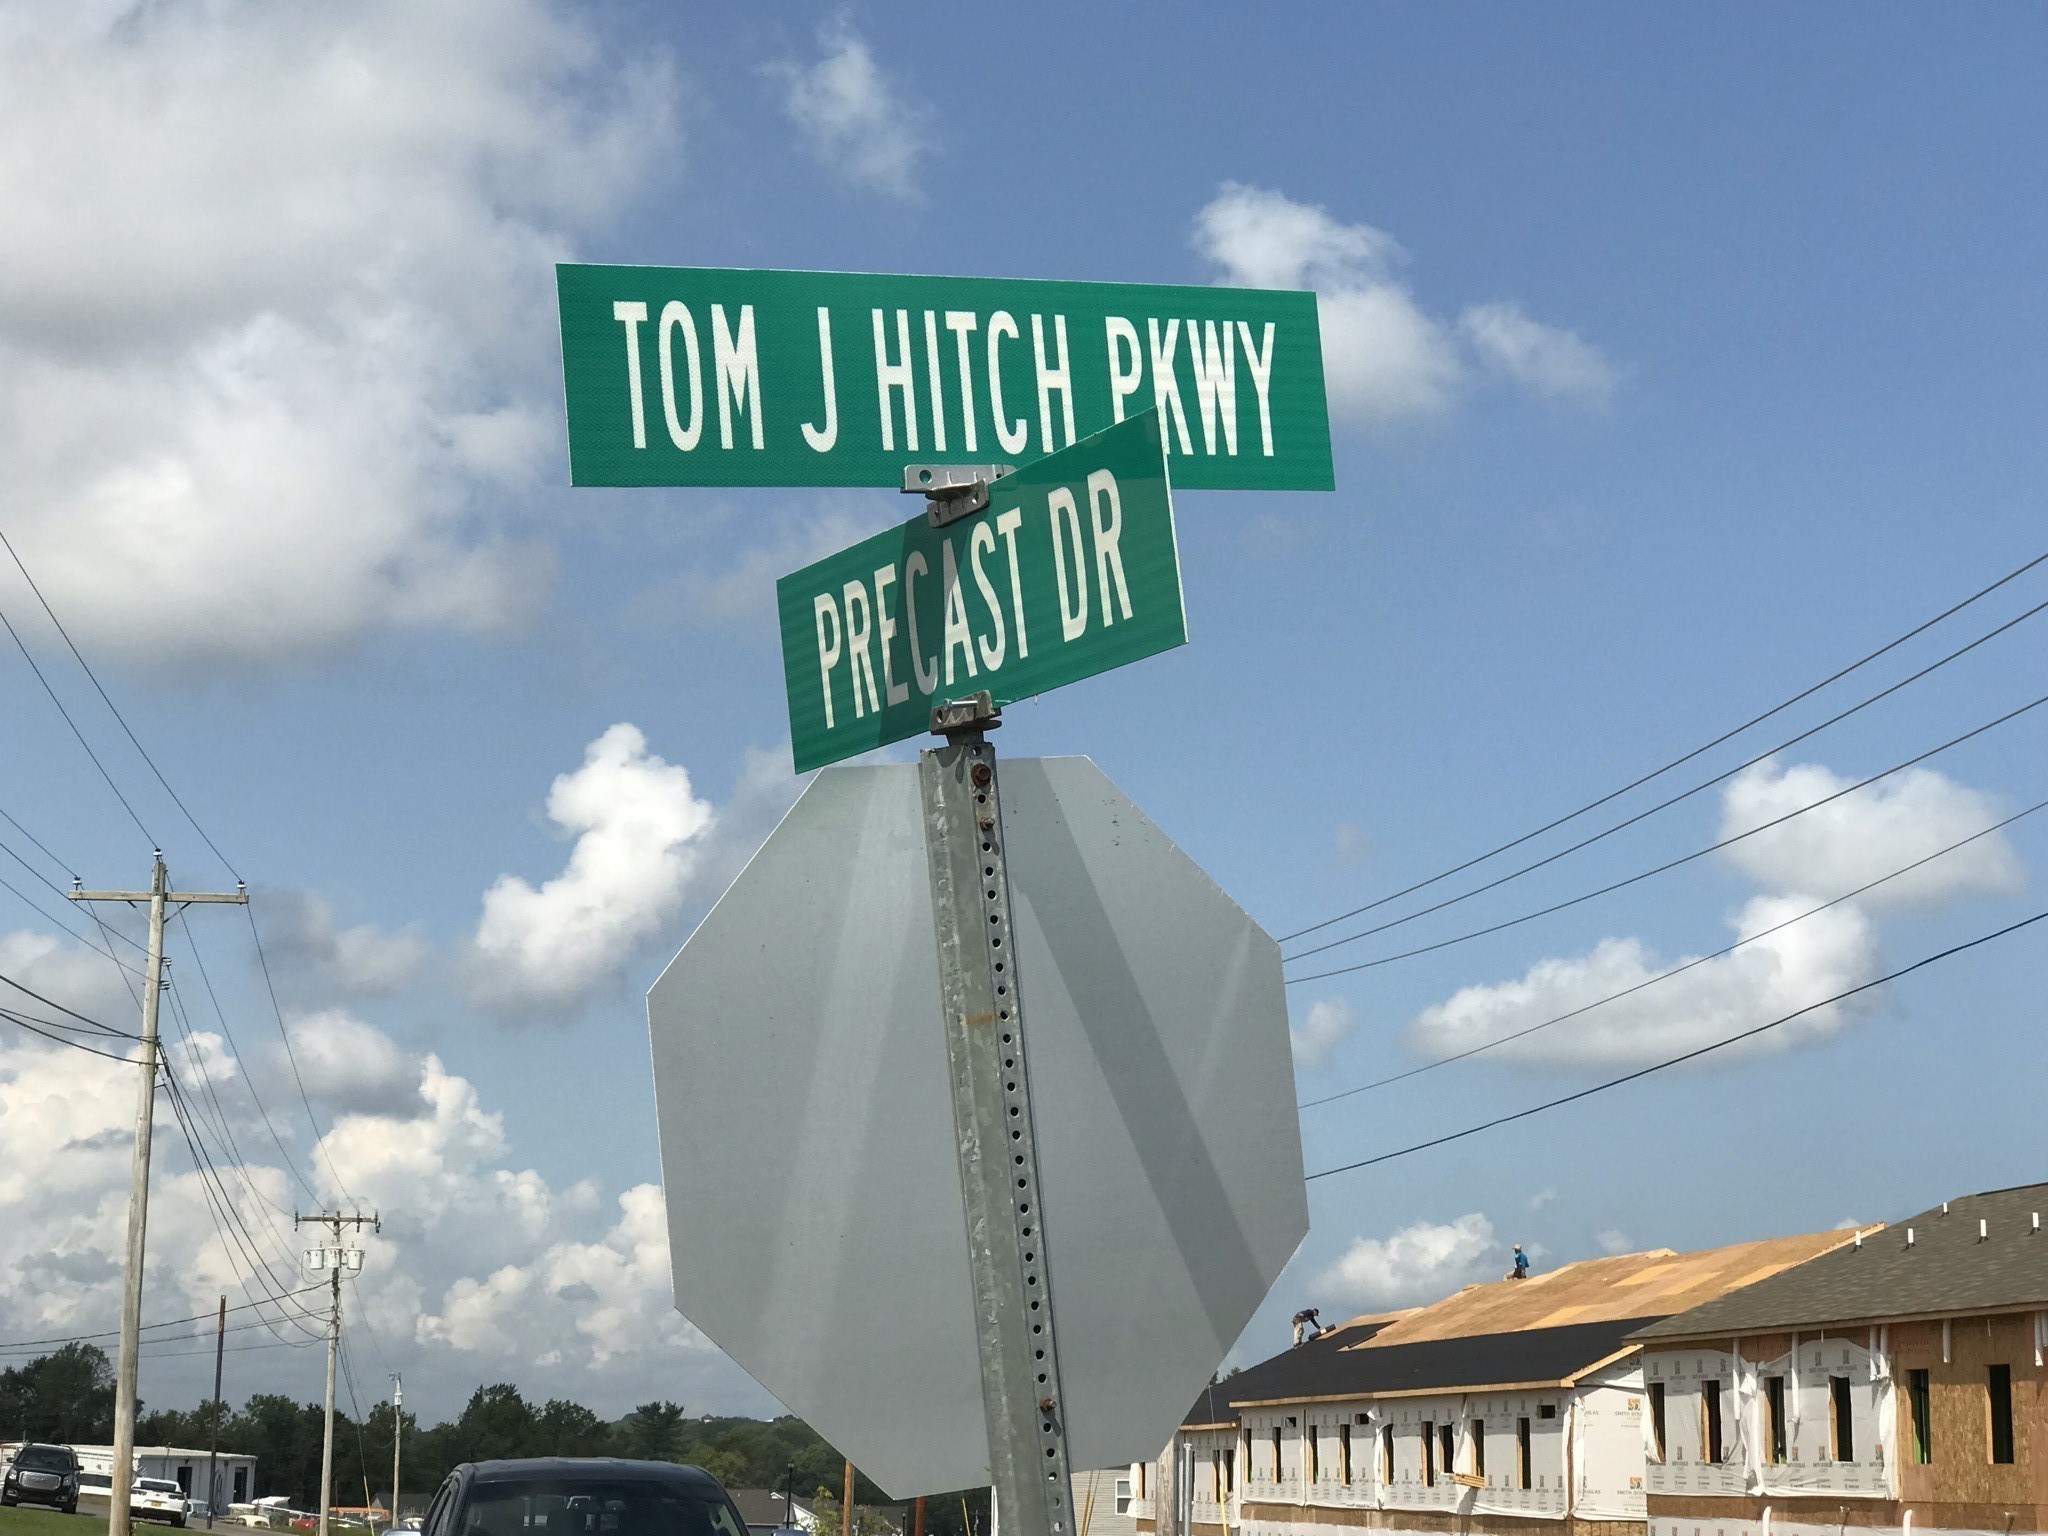 TOM J HITCH PKWY
PRECAST DR